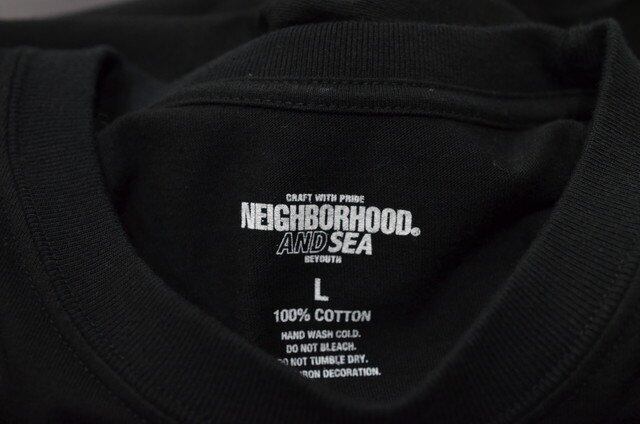 CRAFT WITH PRIDE
NEIGHBORHOOD®
AND SEA
BEYOUTH
L
100% COTTON
HAND WASH COLD.
DO NOT BLEACH.
DO NOT TUMBLE DRY.
IRON DECORATION.